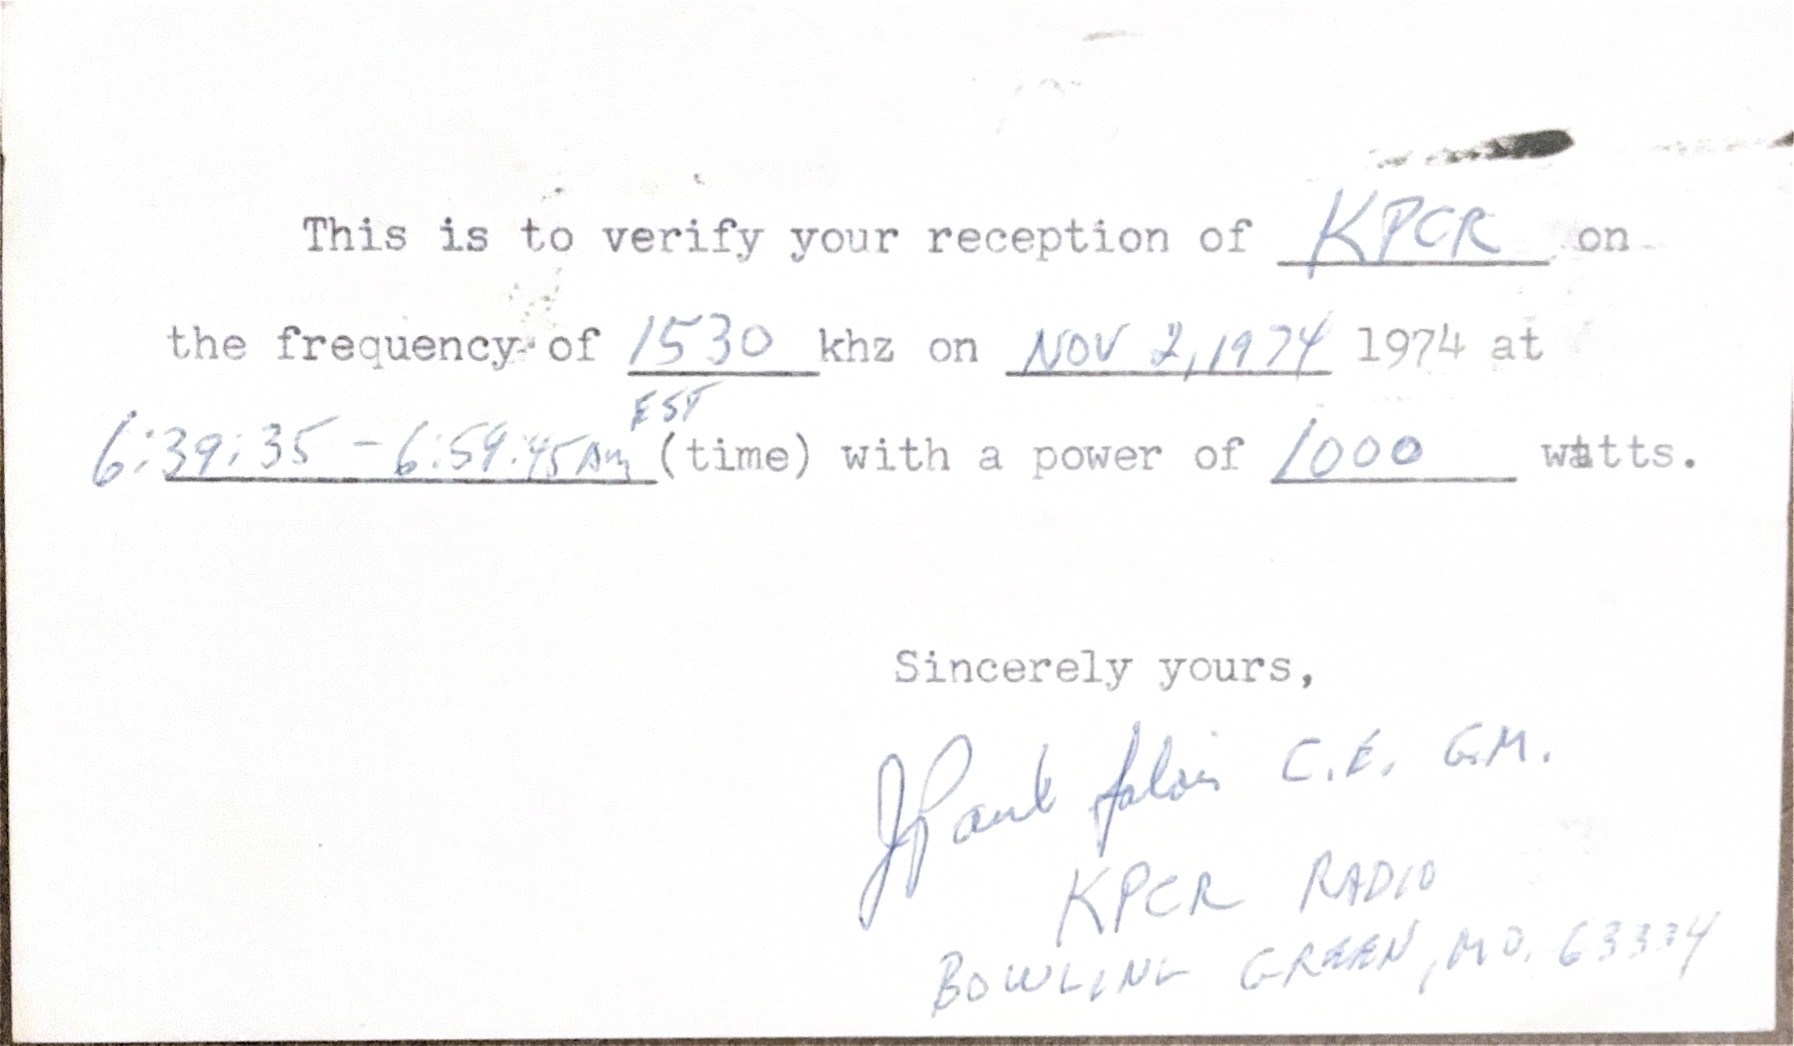 This is to verify your reception of KPCR on
the frequency of 1530 khz on NOV 2, 1974 1974 at
EST
6:39:35 - 6:59:45 AM (time) with a power of 1000 watts.
Sincerely yours,
J Paul C.E. G.M.
KPCR RADIO
BOWLING GREEN, MO. 63334